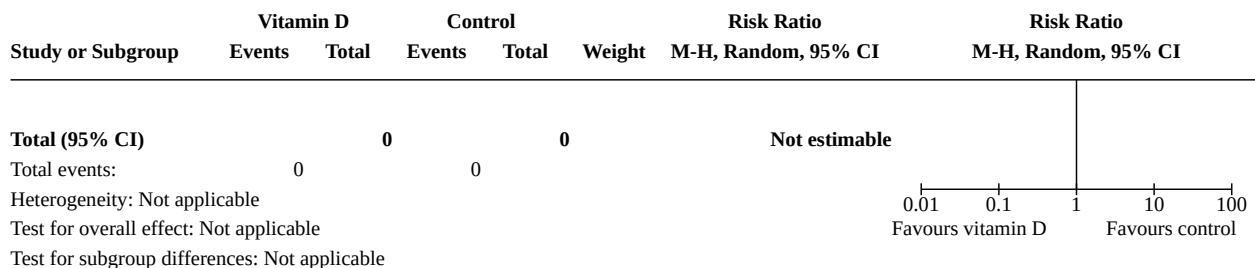 Vitamin D Control Risk Ratio Risk Ratio
Study or Subgroup Events Total Events Total Weight M-H, Random, 95% CI M-H, Random, 95% CI
Total (95% CI) 0 0 Not estimable
Total events: 0 0
Heterogeneity: Not applicable
0.01 0.1 1 10 100
Test for overall effect: Not applicable Favours vitamin D Favours control
Test for subgroup differences: Not applicable